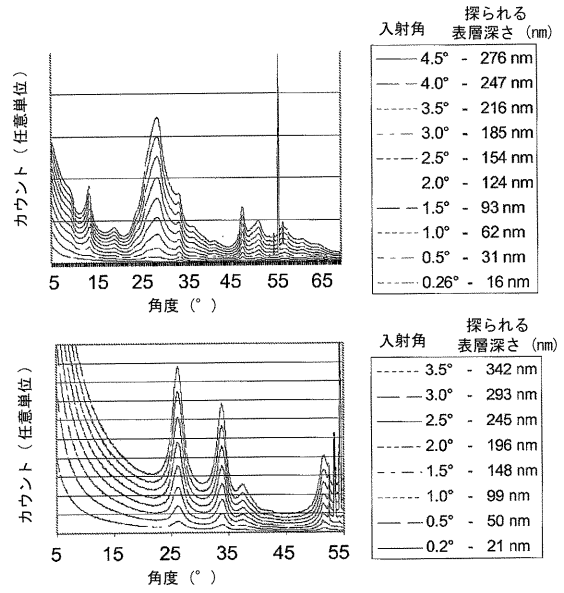 カウント（任意単位）
5 15 25 35 45 55 65
角度（°）
入射角 探られる表層深さ（nm）
4.5° - 276 nm
4.0° - 247 nm
3.5° - 216 nm
3.0° - 185 nm
2.5° - 154 nm
2.0° - 124 nm
1.5° - 93 nm
1.0° - 62 nm
0.5° - 31 nm
0.26° - 16 nm
カウント（任意単位）
5 15 25 35 45 55
角度（°）
入射角 探られる表層深さ（nm）
3.5° - 342 nm
3.0° - 293 nm
2.5° - 245 nm
2.0° - 196 nm
1.5° - 148 nm
1.0° - 99 nm
0.5° - 50 nm
0.2° - 21 nm